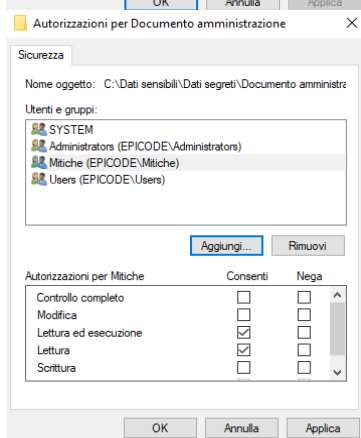 OK Annulla Applica
Autorizzazioni per Documento amministrazione
Sicurezza
Nome oggetto: C:\Dati sensibili\Dati segreti\Documento amministra
Utenti e gruppi:
SYSTEM
Administrators (EPICODE\Administrators)
Mitiche (EPICODE\Mitiche)
Users (EPICODE\Users)
Aggiungi... Rimuovi
Autorizzazioni per Mitiche Consenti Nega
Controllo completo
Modifica
Lettura ed esecuzione
Lettura
Scrittura
OK Annulla Applica